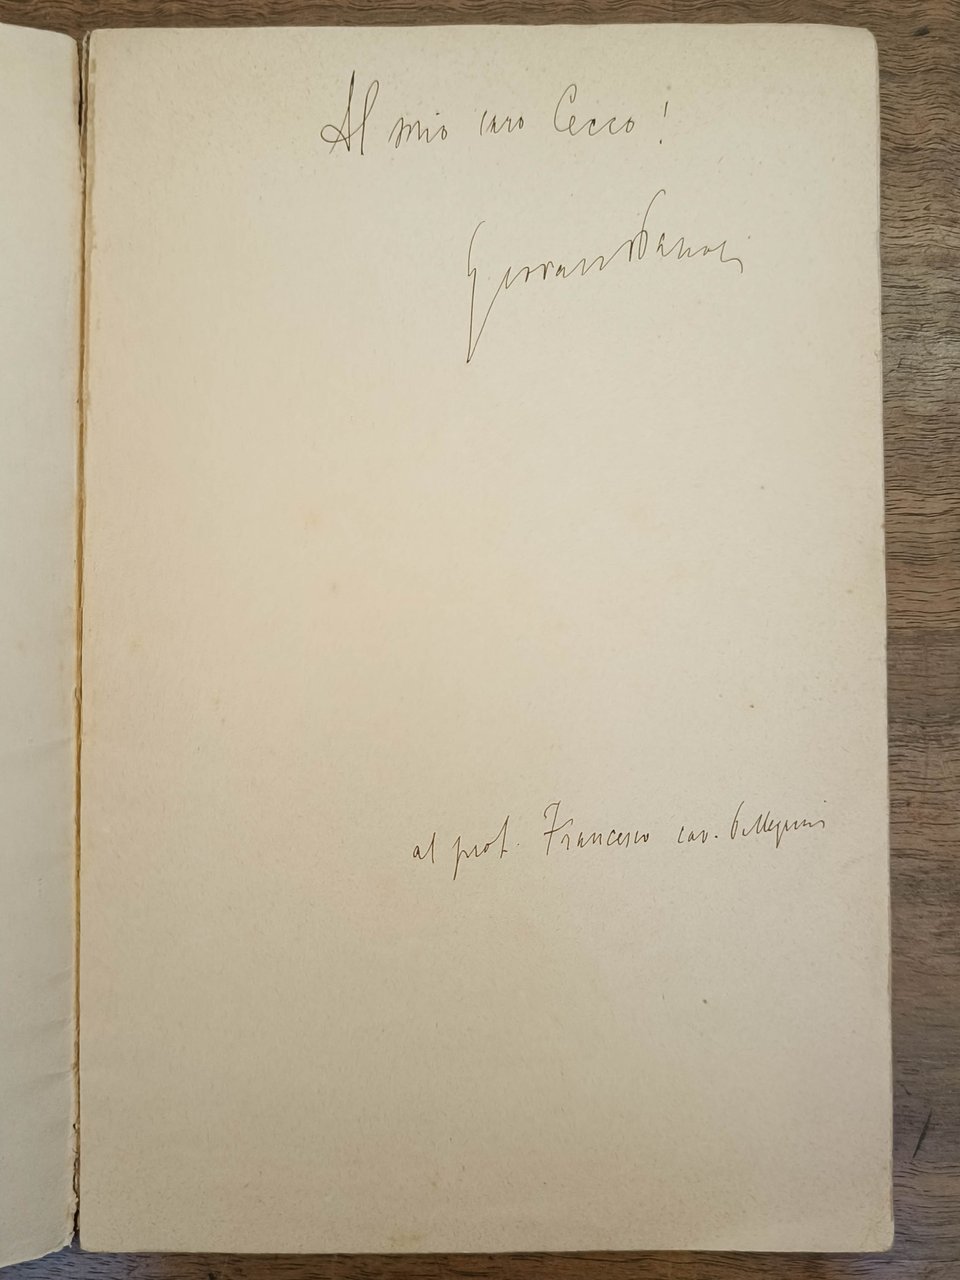 Al mio caro Cecco!
al prof. Francesco cav. Pellegrini